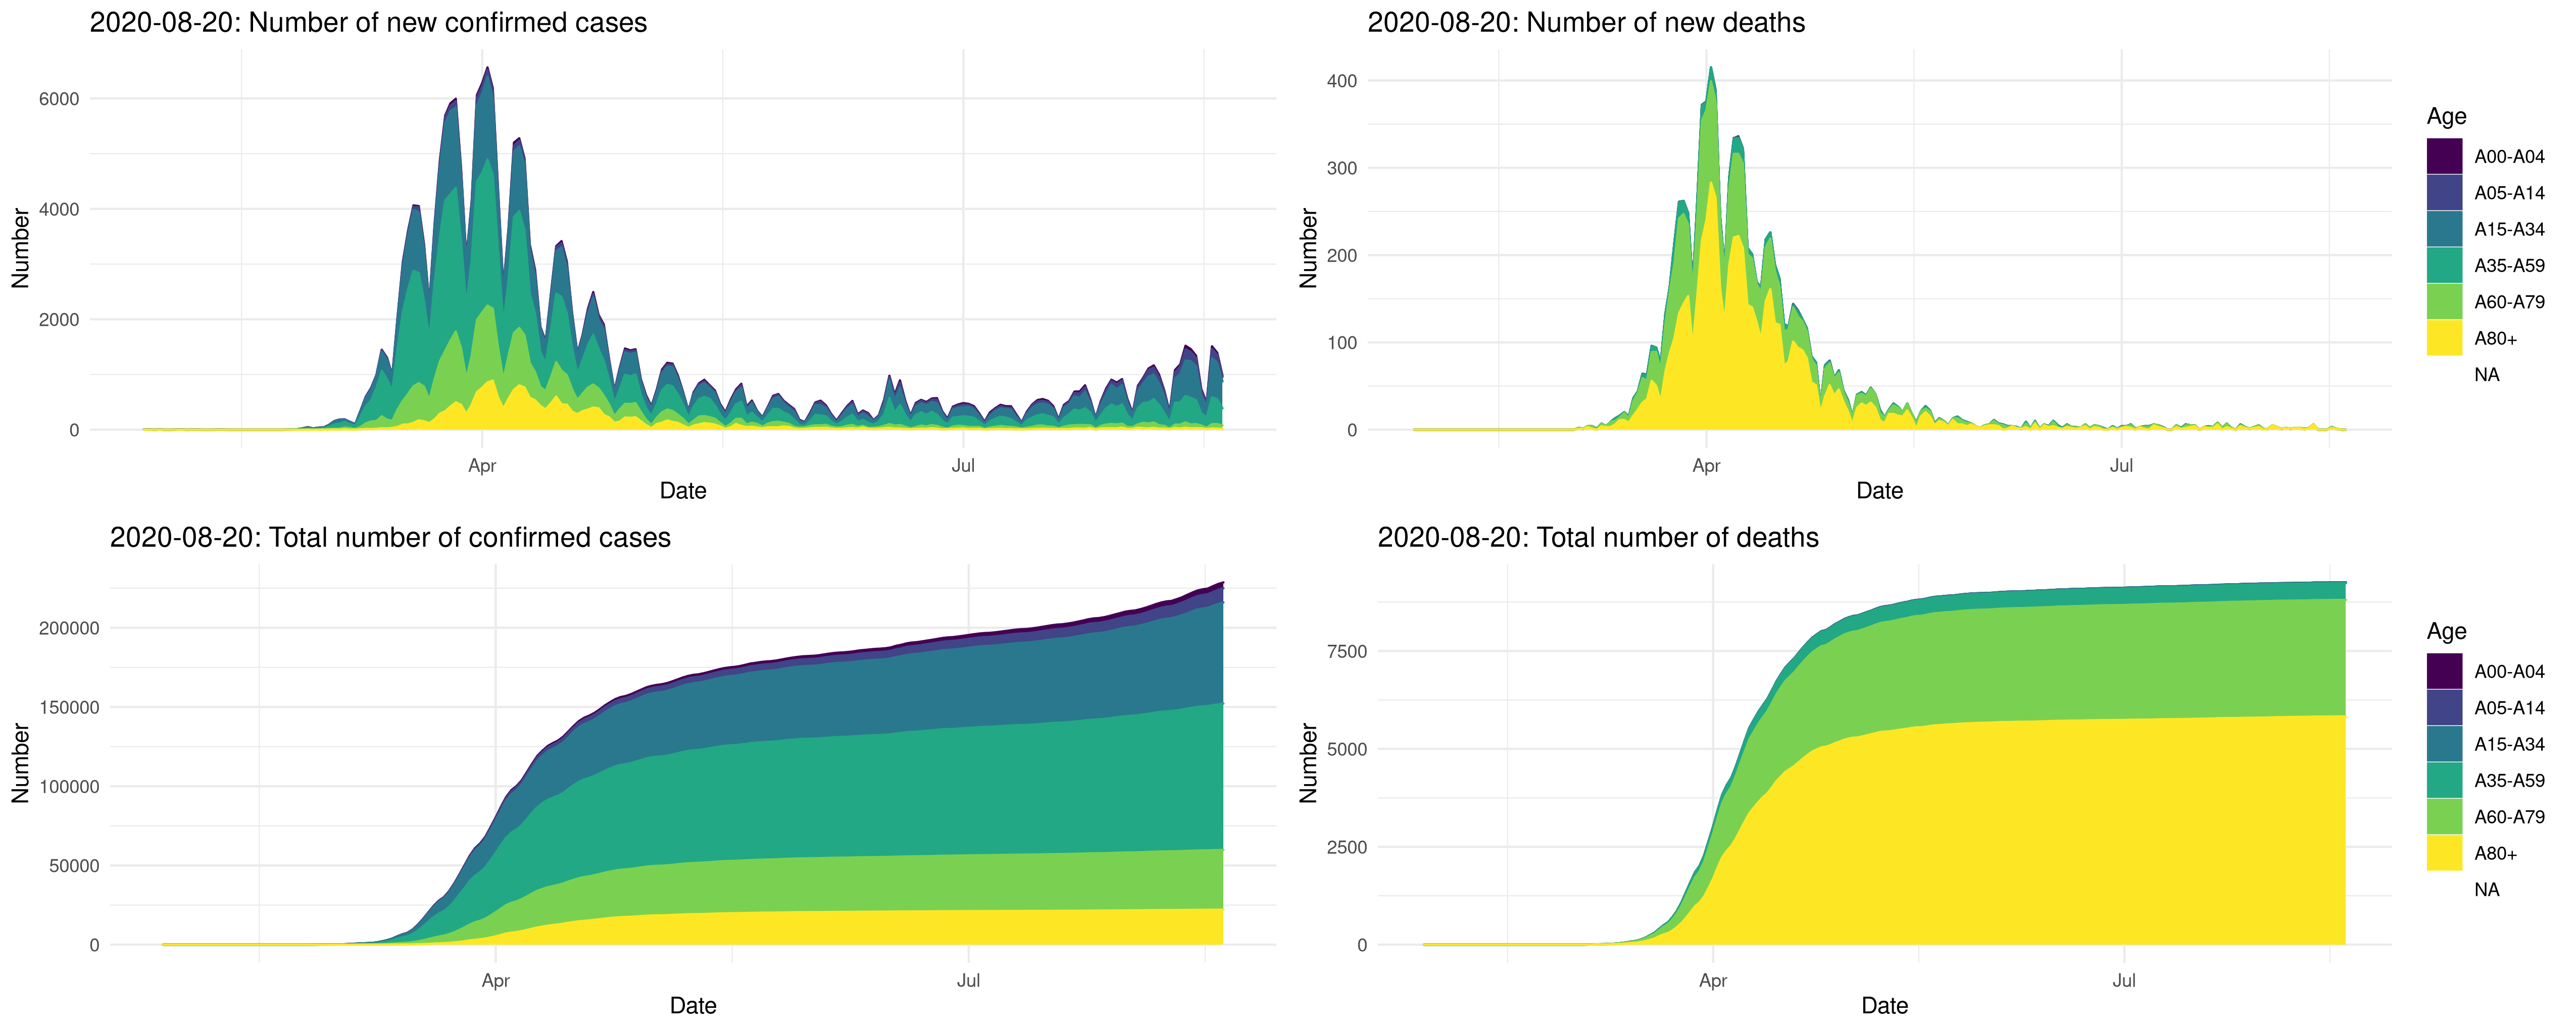 2020-08-20: Number of new confirmed cases
Number
6000
4000
2000
0
Apr
Jul
Date
2020-08-20: Number of new deaths
Number
400
300
200
100
0
Apr
Jul
Date
Age
A00-A04
A05-A14
A15-A34
A35-A59
A60-A79
A80+
NA
2020-08-20: Total number of confirmed cases
Number
200000
150000
100000
50000
0
Apr
Jul
Date
2020-08-20: Total number of deaths
Number
7500
5000
2500
0
Apr
Jul
Date
Age
A00-A04
A05-A14
A15-A34
A35-A59
A60-A79
A80+
NA